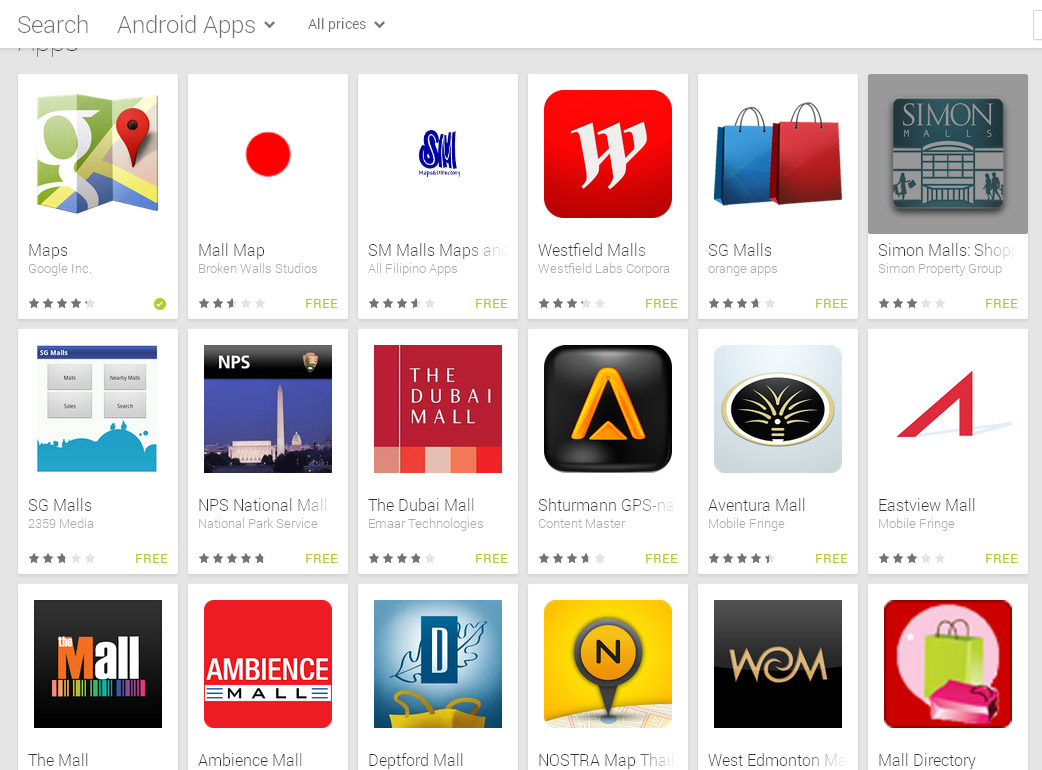 Search Android Apps All prices
Apps
g
SM
Maps&Directory
W
SIMON
MALLS
Maps
Google Inc.
Mall Map
Broken Walls Studios
FREE
SM Malls Maps and
All Filipino Apps
FREE
Westfield Malls
Westfield Labs Corpora
FREE
SG Malls
orange apps
FREE
Simon Malls: Shopp
Simon Property Group
FREE
SG Malls
Malls
Nearby Malls
Sales
Search
NPS
THE
DUBAI
MALL
SG Malls
2359 Media
FREE
NPS National Mall
National Park Service
FREE
The Dubai Mall
Emaar Technologies
FREE
Shturmann GPS-na
Content Master
FREE
Aventura Mall
Mobile Fringe
FREE
Eastview Mall
Mobile Fringe
FREE
the
Mall
AMBIENCE
MALL
D
N
WEM
The Mall
Ambience Mall
Deptford Mall
NOSTRA Map Thail
West Edmonton Ma
Mall Directory